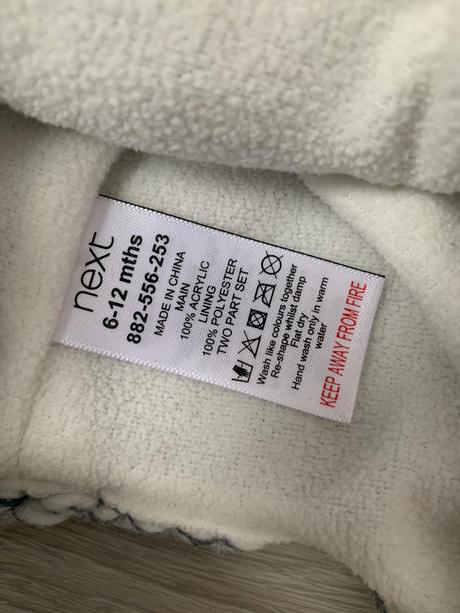 next
6-12 mths
882-556-253
MADE IN CHINA
MAIN
100% ACRYLIC
LINING
100% POLYESTER
TWO PART SET
Wash like colours together
Re-shape whilst damp
Flat dry
Hand wash only in warm
water
KEEP AWAY FROM FIRE